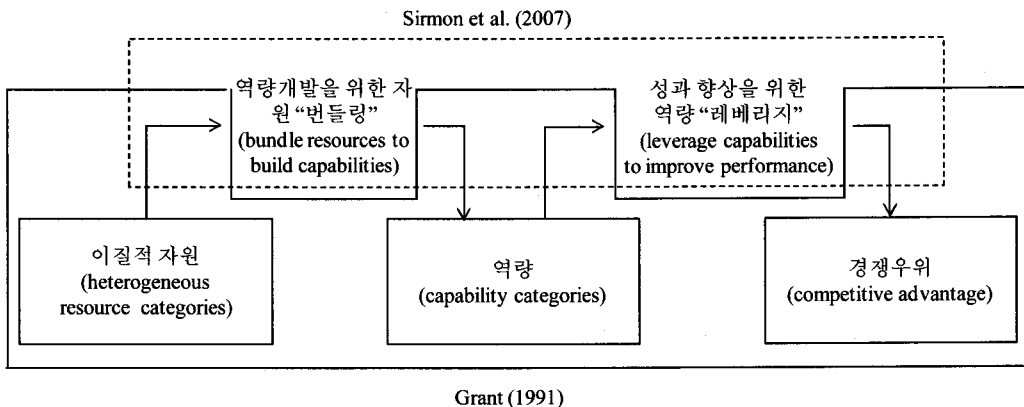 Sirmon et al. (2007)
역량개발을 위한 자
원 “번들링”
(bundle resources to
build capabilities)
성과 향상을 위한
역량 “레베리지”
(leverage capabilities
to improve performance)
이질적 자원
(heterogeneous
resource categories)
역량
(capability categories)
경쟁우위
(competitive advantage)
Grant (1991)